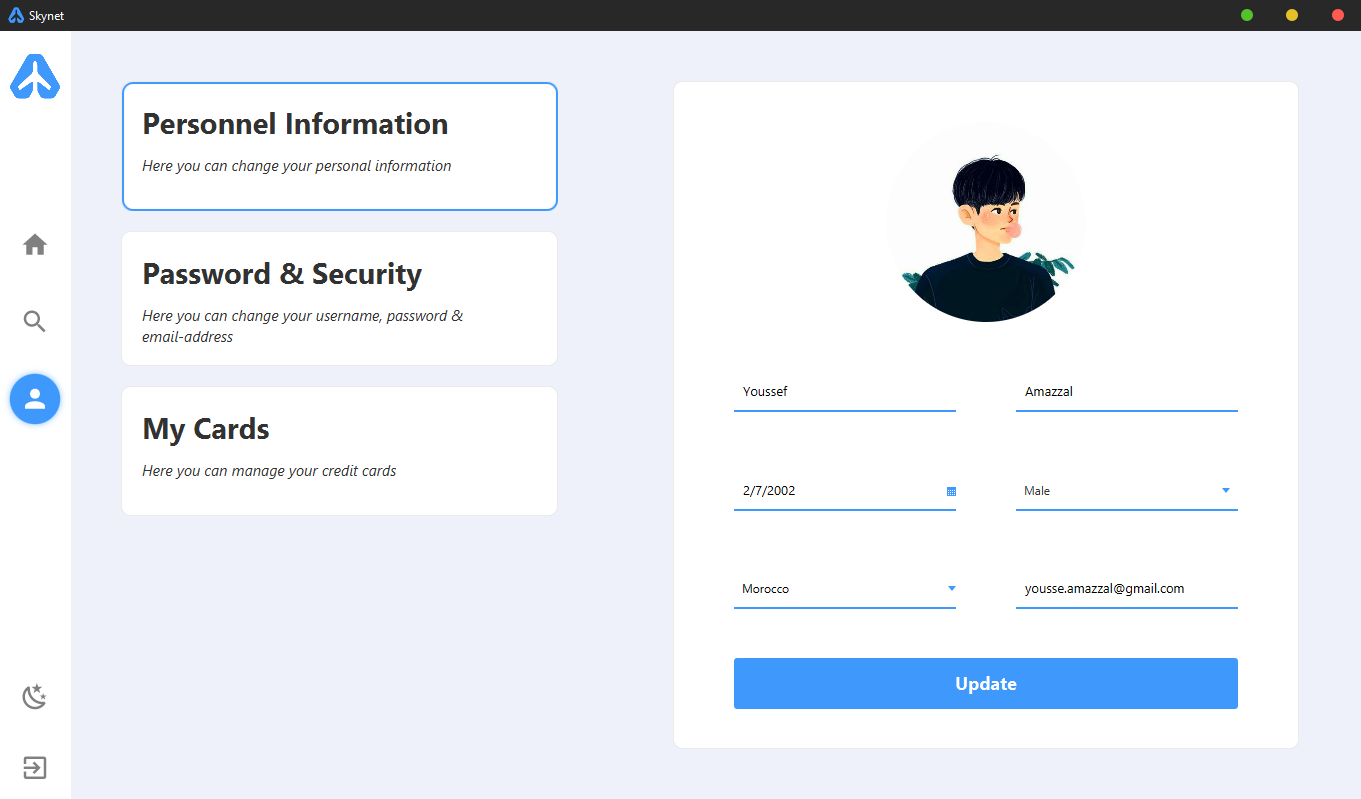 Skynet
Personnel Information
Here you can change your personal information
Password & Security
Here you can change your username, password &
email-address
My Cards
Here you can manage your credit cards
Youssef
Amazzal
2/7/2002
Male
Morocco
yousse.amazzal@gmail.com
Update